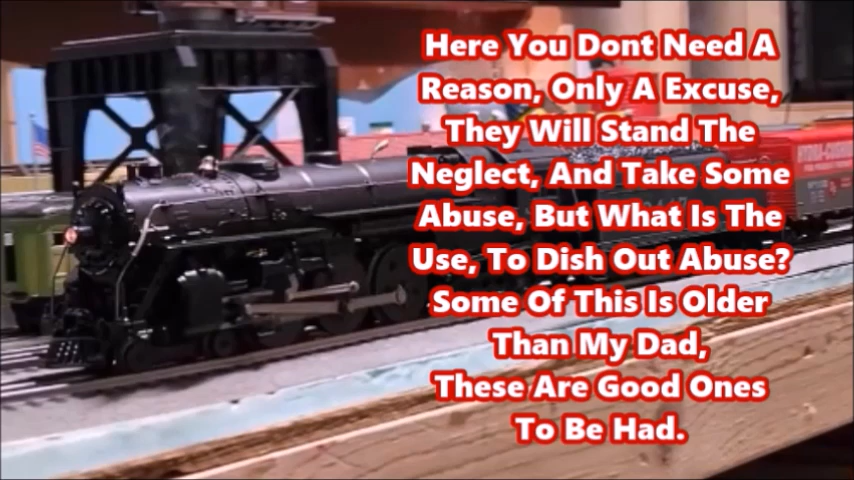 Here You Dont Need A
Reason, Only A Excuse,
They Will Stand The
Neglect, And Take Some
Abuse, But What Is The
Use, To Dish Out Abuse?
Some Of This Is Older
Than My Dad,
These Are Good Ones
To Be Had.